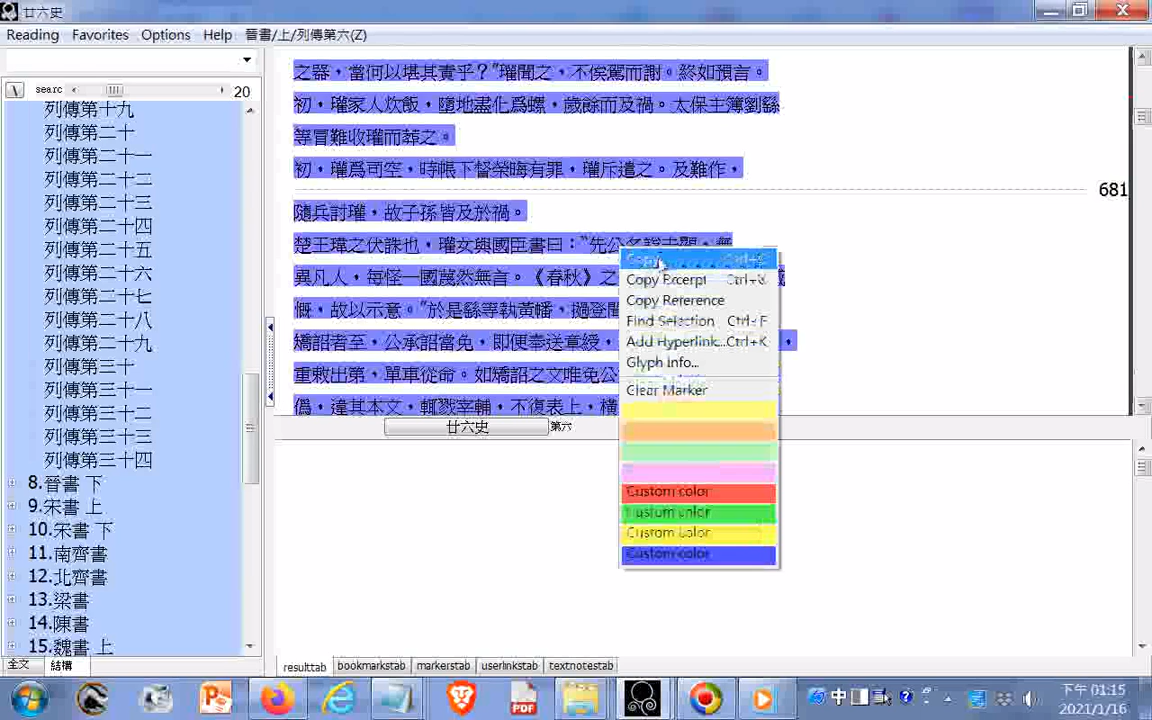 廿六史
Reading Favorites Options Help 晉書/上/列傳第六(Z)
searc 20
列傳第十九
列傳第二十
列傳第二十一
列傳第二十二
列傳第二十三
列傳第二十四
列傳第二十五
列傳第二十六
列傳第二十七
列傳第二十八
列傳第二十九
列傳第三十
列傳第三十一
列傳第三十二
列傳第三十三
列傳第三十四
8.晉書 下
9.宋書 上
10.宋書 下
11.南齊書
12.北齊書
13.梁書
14.陳書
15.魏書 上
全文 結構
之器，當何以堪其責乎？"瓘聞之，不俟駕而謝。終如預言。
初，瓘家人炊飯，墮地盡化爲螺，歲餘而及禍。太保主簿劉繇
等冒難收瓘而葬之。
初，瓘爲司空，時帳下督榮晦有罪，瓘斥遣之。及難作，
681
隨兵討瓘，故子孫皆及於禍。
楚王瑋之伏誅也，瓘女與國臣書曰："先公名謚未顯，無
異凡人，每怪一國蔑然無言。《春秋》之
慨，故以示意。"於是繇等執黃幡，撾登聞
矯詔者至，公承詔當免，即便奉送章綬，
重敕出第，單車從命。如矯詔之文唯免公
僞，違其本文，輒戮宰輔，不復表上，橫
Copy Ctrl+C
Copy Excerpt Ctrl+X
Copy Reference
Find Selection Ctrl+F
Add Hyperlink...Ctrl+K
Glyph Info...
Clear Marker
Custom color
Custom color
Custom color
Custom color
廿六史 第六
resulttab bookmarkstab markerstab userlinkstab textnotestab
中
下午 01:15
2021/1/16